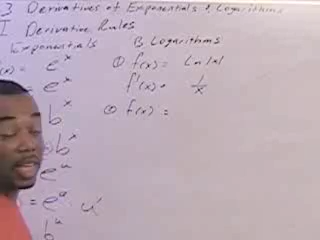 3 Derivatives of Exponentials & Logarithms
I Derivative Rules
Exponentials B Logarithms
(x) = e^x ① f(x) = Ln|x|
= e^x f'(x) = 1/x
b^x ② f(x) =
b^x
e^u
= e^u · u'
b^u